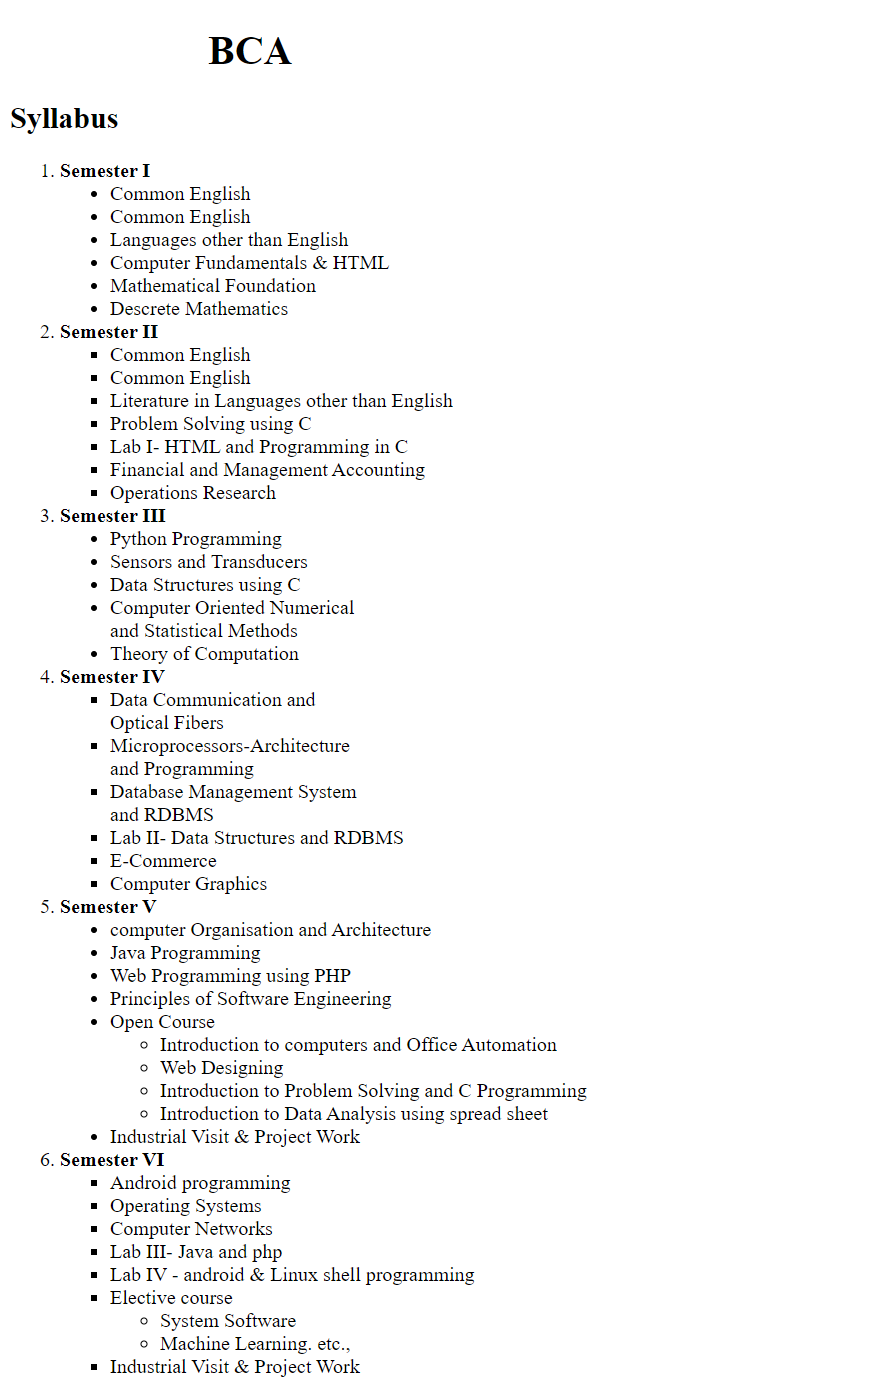 BCA
Syllabus
1. Semester I
• Common English
• Common English
• Languages other than English
• Computer Fundamentals & HTML
• Mathematical Foundation
• Descrete Mathematics
2. Semester II
▪ Common English
▪ Common English
▪ Literature in Languages other than English
▪ Problem Solving using C
▪ Lab I- HTML and Programming in C
▪ Financial and Management Accounting
▪ Operations Research
3. Semester III
• Python Programming
• Sensors and Transducers
• Data Structures using C
• Computer Oriented Numerical
and Statistical Methods
• Theory of Computation
4. Semester IV
▪ Data Communication and
Optical Fibers
▪ Microprocessors-Architecture
and Programming
▪ Database Management System
and RDBMS
▪ Lab II- Data Structures and RDBMS
▪ E-Commerce
▪ Computer Graphics
5. Semester V
• computer Organisation and Architecture
• Java Programming
• Web Programming using PHP
• Principles of Software Engineering
• Open Course
◦ Introduction to computers and Office Automation
◦ Web Designing
◦ Introduction to Problem Solving and C Programming
◦ Introduction to Data Analysis using spread sheet
• Industrial Visit & Project Work
6. Semester VI
▪ Android programming
▪ Operating Systems
▪ Computer Networks
▪ Lab III- Java and php
▪ Lab IV - android & Linux shell programming
▪ Elective course
◦ System Software
◦ Machine Learning. etc.,
▪ Industrial Visit & Project Work